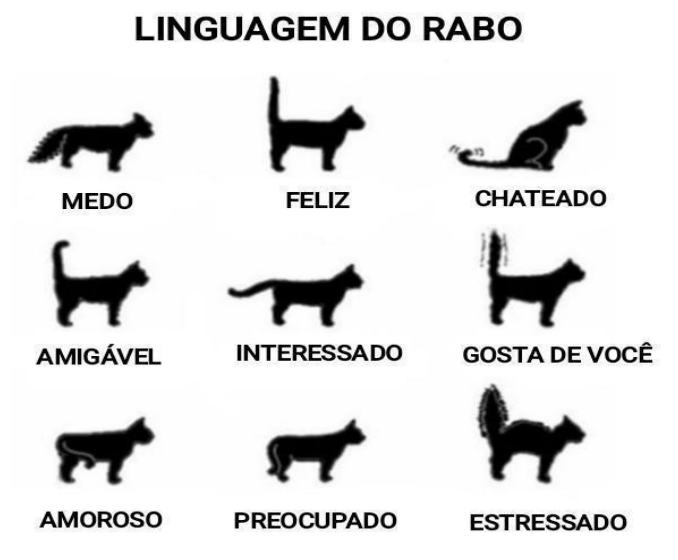 LINGUAGEM DO RABO
MEDO
FELIZ
CHATEADO
AMIGÁVEL
INTERESSADO
GOSTA DE VOCÊ
AMOROSO
PREOCUPADO
ESTRESSADO